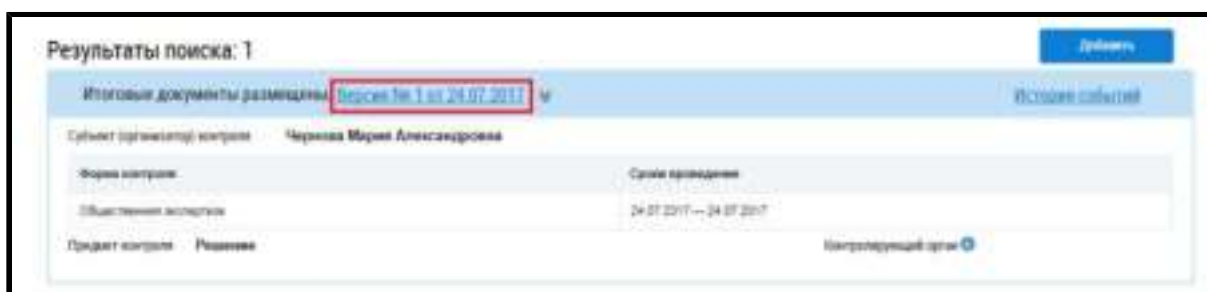 Результаты поиска: 1
Добавить
Итоговые документы размещены Версия № 1 от 24.07.2017
История событий
Субъект (организатор) контроля Чернова Мария Александровна
Форма контроля Сроки проведения
Общественная экспертиза 24.07.2017 — 24.07.2017
Предмет контроля Решение Контролирующий орган